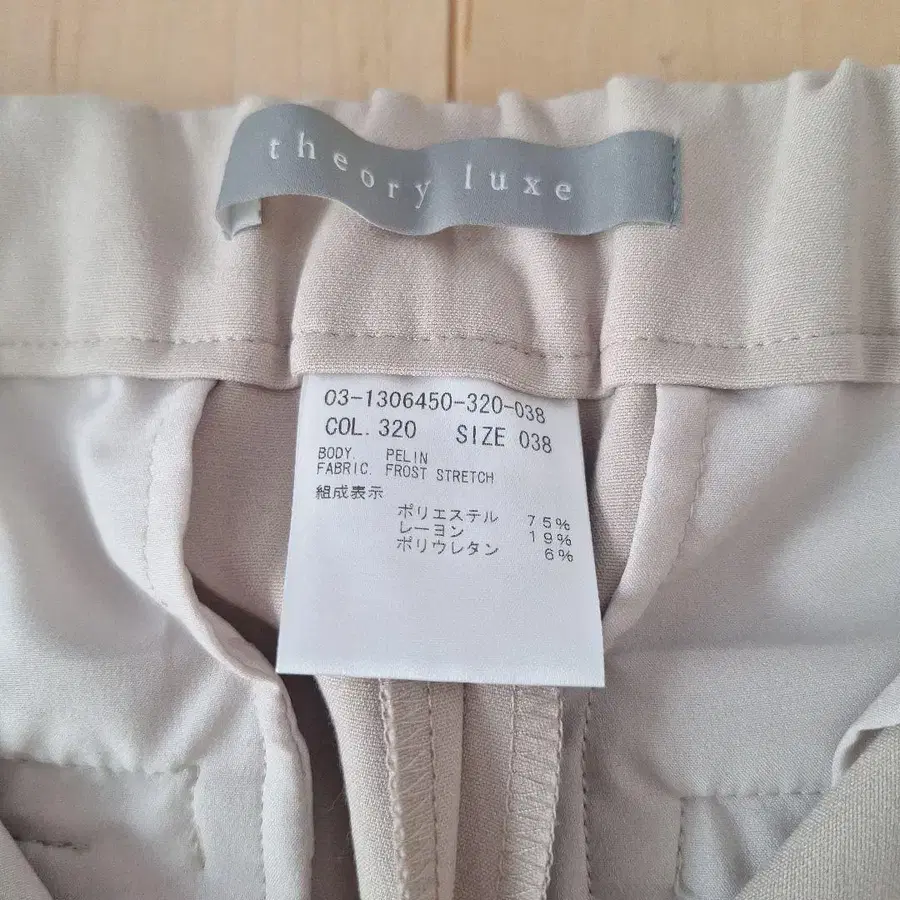 theory luxe
03-1306450-320-038
COL. 320 SIZE 038
BODY. PELIN
FABRIC. FROST STRETCH
組成表示
ポリエステル 75%
レーヨン 19%
ポリウレタン 6%